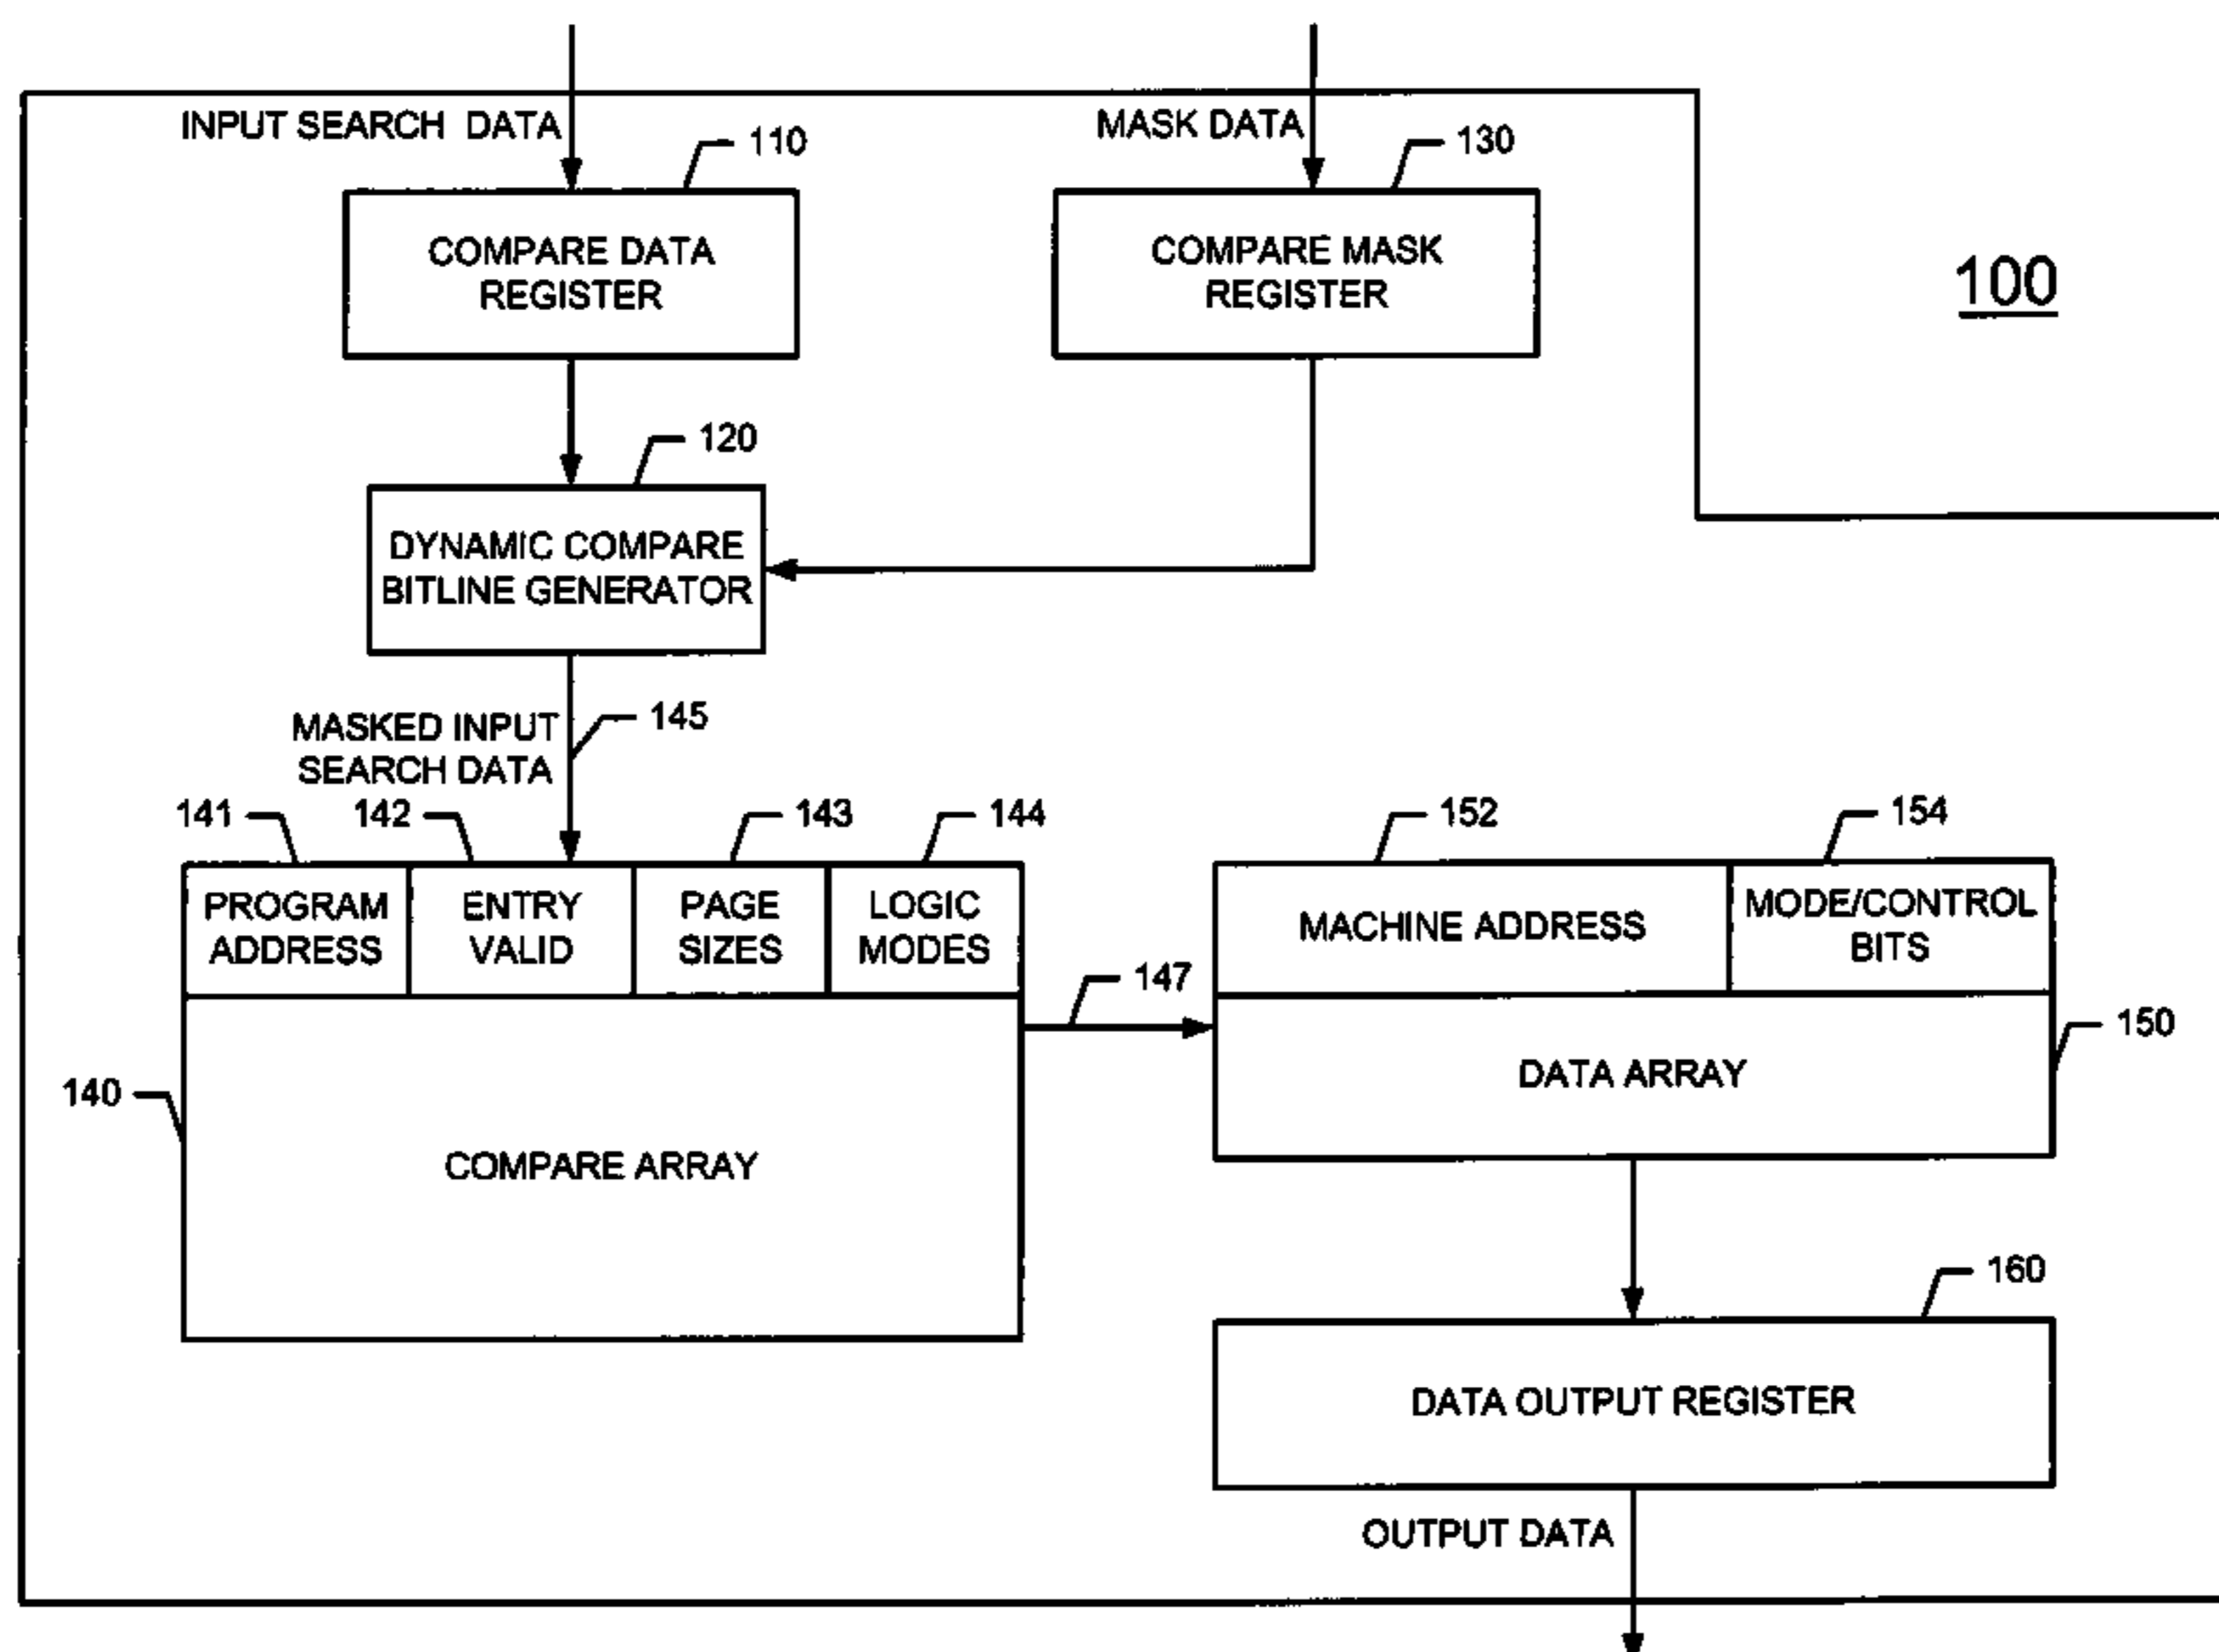 INPUT SEARCH DATA
MASK DATA
110
130
COMPARE DATA
REGISTER
COMPARE MASK
REGISTER
100
120
DYNAMIC COMPARE
BITLINE GENERATOR
MASKED INPUT
SEARCH DATA
145
141
142
143
144
152
154
PROGRAM
ADDRESS
ENTRY
VALID
PAGE
SIZES
LOGIC
MODES
MACHINE ADDRESS
MODE/CONTROL
BITS
147
150
140
DATA ARRAY
COMPARE ARRAY
160
DATA OUTPUT REGISTER
OUTPUT DATA